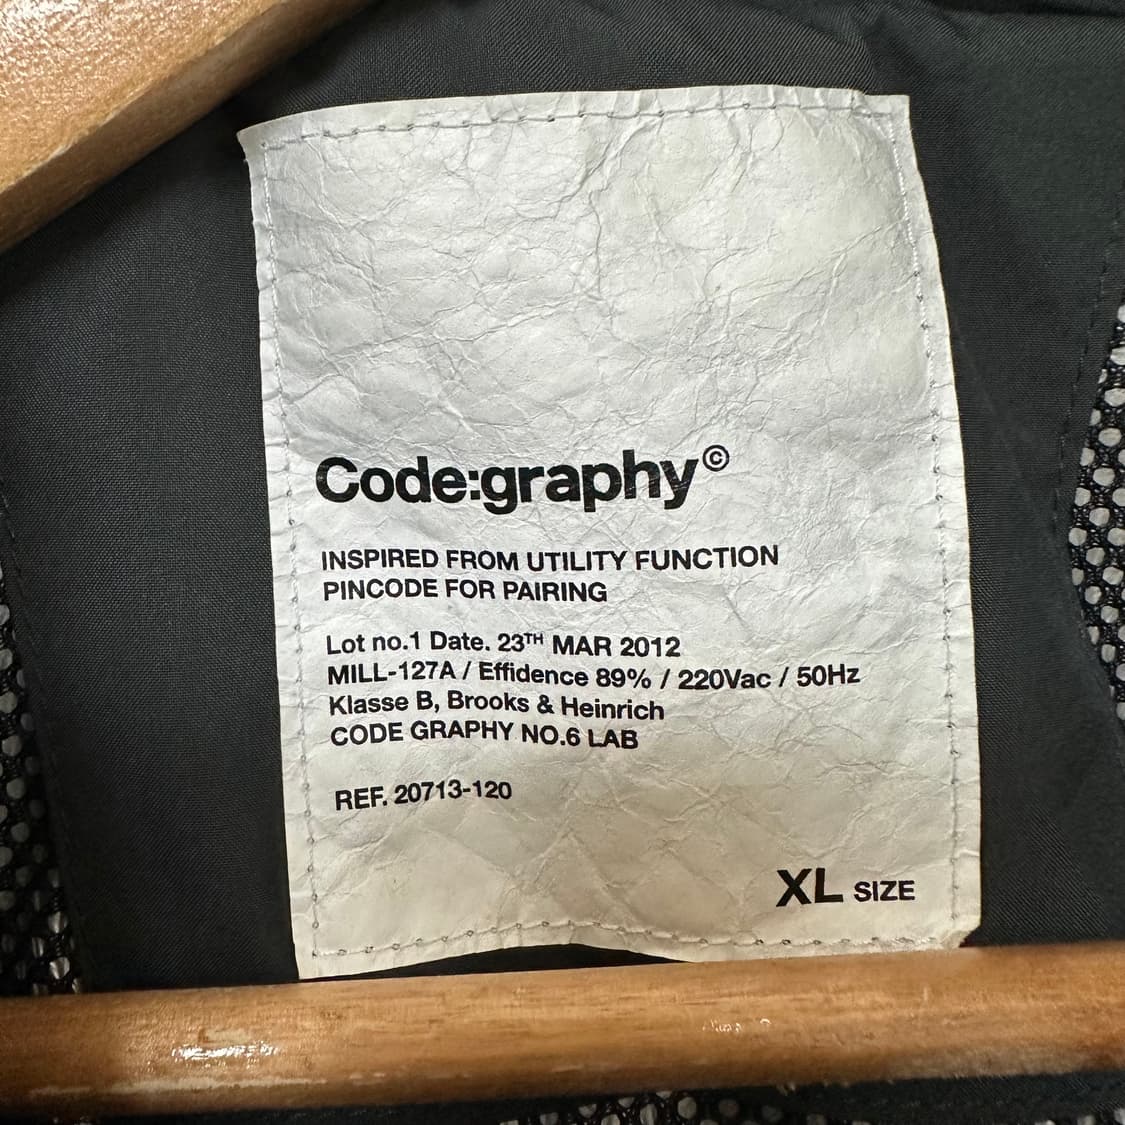 Code:graphy©
INSPIRED FROM UTILITY FUNCTION
PINCODE FOR PAIRING
Lot no.1 Date. 23TH MAR 2012
MILL-127A / Effidence 89% / 220Vac / 50Hz
Klasse B, Brooks & Heinrich
CODE GRAPHY NO.6 LAB
REF. 20713-120
XL SIZE